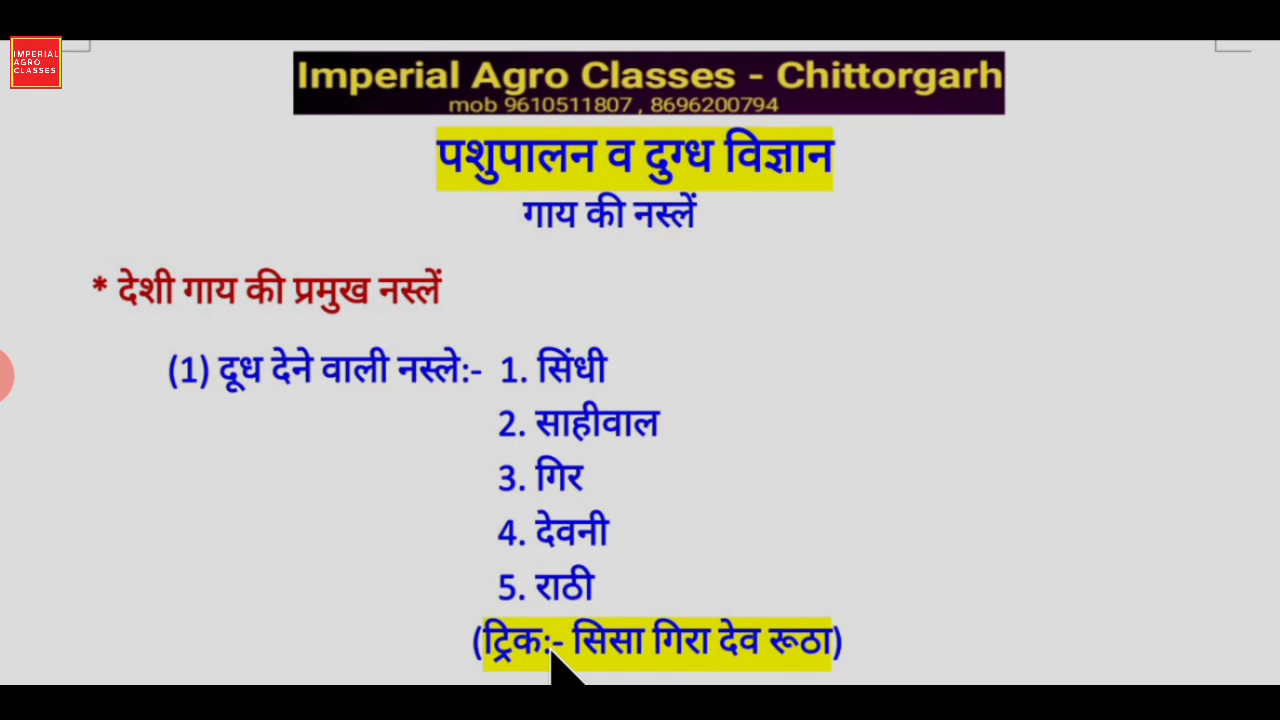 IMPERIAL
AGRO
CLASSES
Imperial Agro Classes - Chittorgarh
mob 9610511807 , 8696200794
पशुपालन व दुग्ध विज्ञान
गाय की नस्लें
* देशी गाय की प्रमुख नस्लें
(1) दूध देने वाली नस्ले:- 1. सिंधी
2. साहीवाल
3. गिर
4. देवनी
5. राठी
(ट्रिक:- सिसा गिरा देव रूठा)